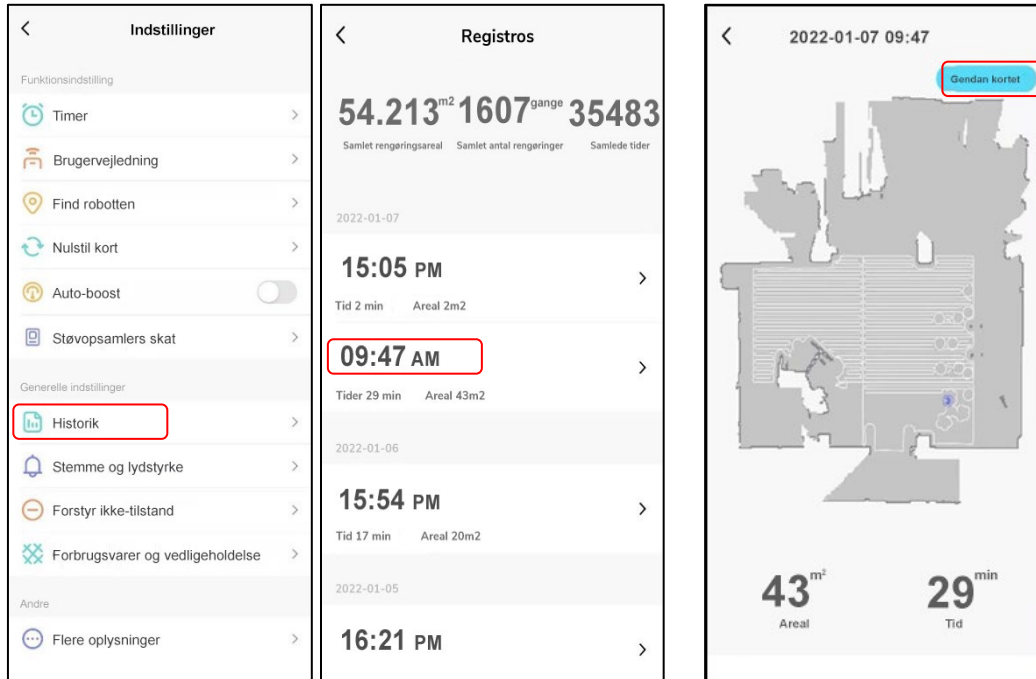 Indstillinger
Funktionsindstilling
Timer
Brugervejledning
Find robotten
Nulstil kort
Auto-boost
Støvopsamlers skat
Generelle indstillinger
Historik
Stemme og lydstyrke
Forstyr ikke-tilstand
Forbrugsvarer og vedligeholdelse
Andre
Flere oplysninger
Registros
54.213m² 1607gange 35483
Samlet rengøringsareal Samlet antal rengøringer Samlede tider
2022-01-07
15:05 PM
Tid 2 min Areal 2m2
09:47 AM
Tider 29 min Areal 43m2
2022-01-06
15:54 PM
Tid 17 min Areal 20m2
2022-01-05
16:21 PM
2022-01-07 09:47
Gendan kortet
43m² 29min
Areal Tid